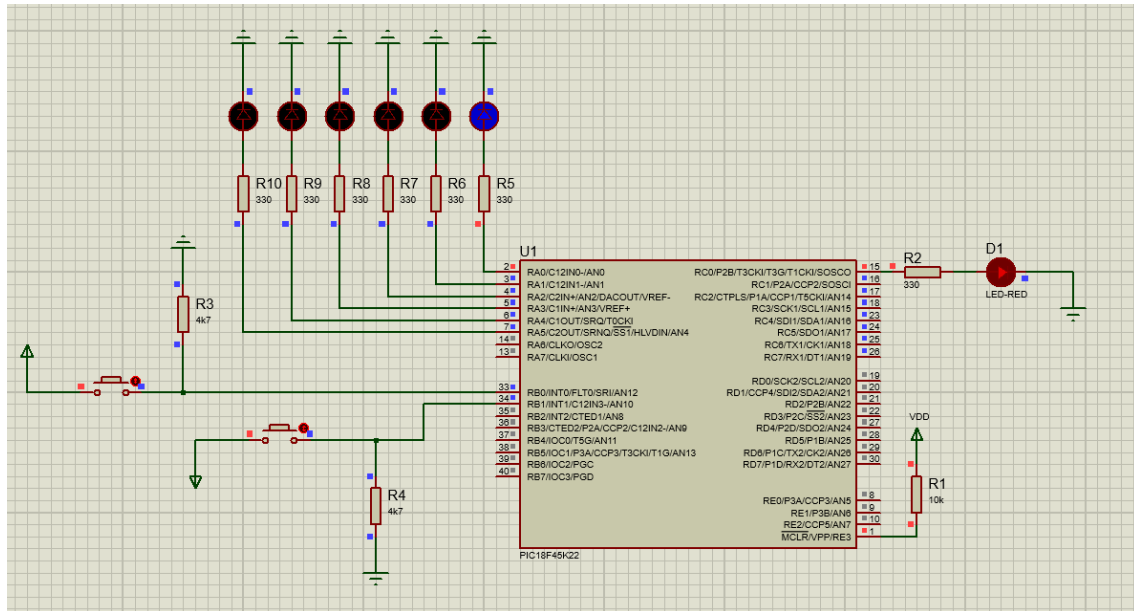 R10
330
R9
330
R8
330
R7
330
R6
330
R5
330
R3
4k7
R4
4k7
U1
2 RA0/C12IN0-/AN0
3 RA1/C12IN1-/AN1
4 RA2/C2IN+/AN2/DACOUT/VREF-
5 RA3/C1IN+/AN3/VREF+
6 RA4/C1OUT/SRQ/T0CKI
7 RA5/C2OUT/SRNQ/SS1/HLVDIN/AN4
14 RA6/CLKO/OSC2
13 RA7/CLKI/OSC1
33 RB0/INT0/FLT0/SRI/AN12
34 RB1/INT1/C12IN3-/AN10
35 RB2/INT2/CTED1/AN8
36 RB3/CTED2/P2A/CCP2/C12IN2-/AN9
37 RB4/IOC0/T5G/AN11
38 RB5/IOC1/P3A/CCP3/T3CKI/T1G/AN13
39 RB6/IOC2/PGC
40 RB7/IOC3/PGD
RC0/P2B/T3CKI/T3G/T1CKI/SOSCO 15
RC1/P2A/CCP2/SOSCI 16
RC2/CTPLS/P1A/CCP1/T5CKI/AN14 17
RC3/SCK1/SCL1/AN15 18
RC4/SDI1/SDA1/AN16 23
RC5/SDO1/AN17 24
RC6/TX1/CK1/AN18 25
RC7/RX1/DT1/AN19 26
RD0/SCK2/SCL2/AN20 19
RD1/CCP4/SDI2/SDA2/AN21 20
RD2/P2B/AN22 21
RD3/P2C/SS2/AN23 22
RD4/P2D/SDO2/AN24 27
RD5/P1B/AN25 28
RD6/P1C/TX2/CK2/AN26 29
RD7/P1D/RX2/DT2/AN27 30
RE0/P3A/CCP3/AN5 8
RE1/P3B/AN6 9
RE2/CCP5/AN7 10
MCLR/VPP/RE3 1
PIC18F45K22
R2
330
D1
LED-RED
VDD
R1
10k